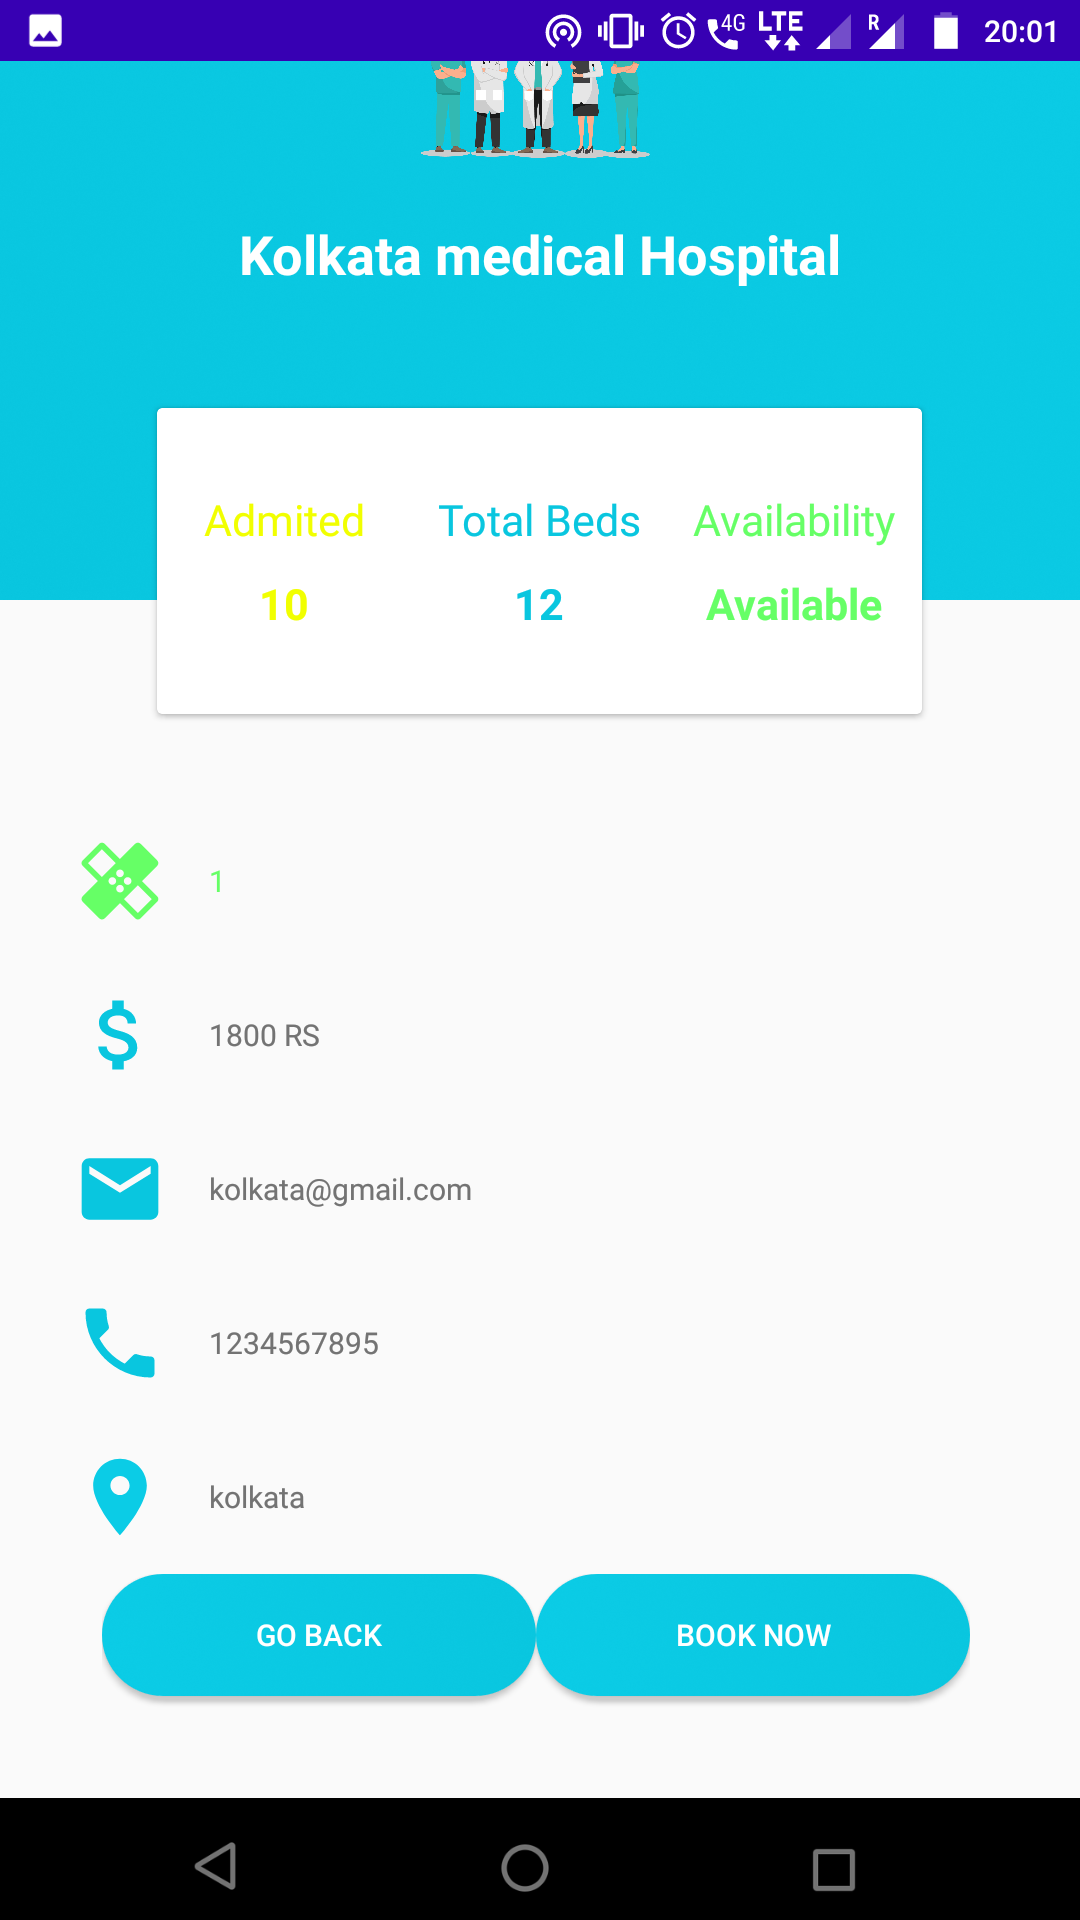 4G LTE R 20:01
Kolkata medical Hospital
Admited Total Beds Availability
10 12 Available
1
1800 RS
kolkata@gmail.com
1234567895
kolkata
GO BACK BOOK NOW